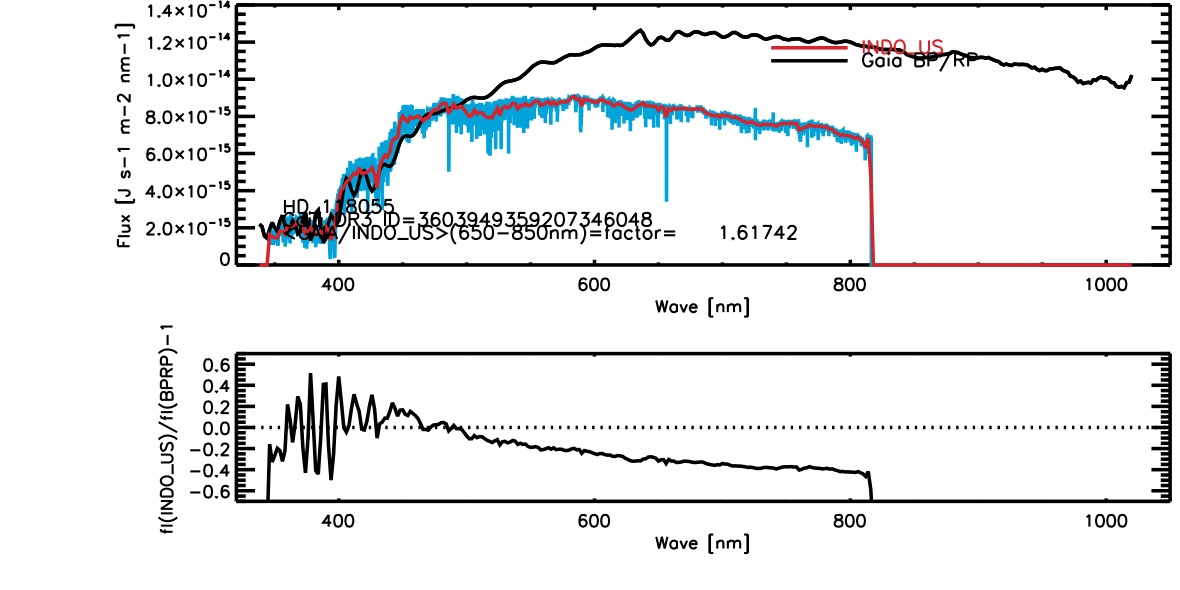 1.4×10⁻¹⁴
1.2×10⁻¹⁴
1.0×10⁻¹⁴
8.0×10⁻¹⁵
6.0×10⁻¹⁵
4.0×10⁻¹⁵
2.0×10⁻¹⁵
0
Flux [J s−1 m−2 nm−1]
INDO_US
Gaia BP/RP
HD_118055
Gaia DR3 ID=3603949359207346048
<GAIA/INDO_US>(650−850nm)=factor= 1.61742
400 600 800 1000
Wave [nm]
fl(INDO_US)/fl(BPRP)−1
0.6
0.4
0.2
0.0
−0.2
−0.4
−0.6
400 600 800 1000
Wave [nm]